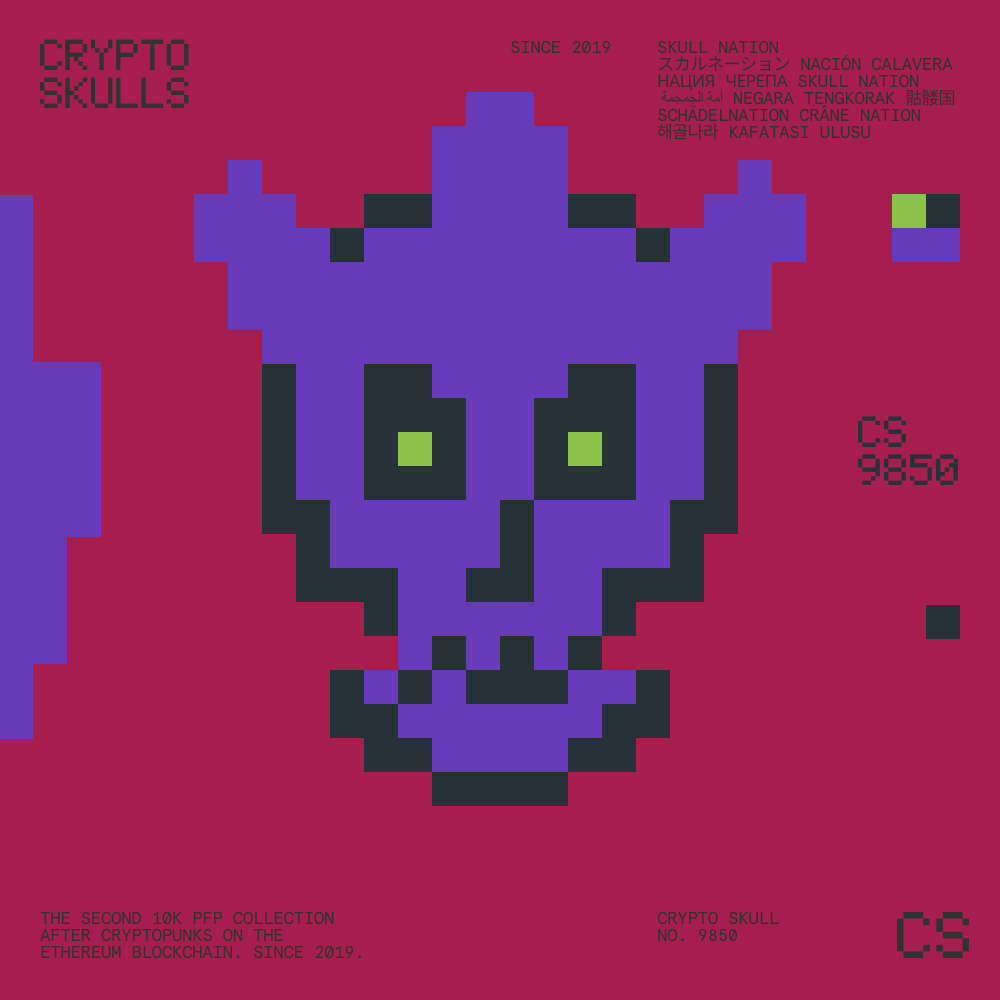 CRYPTO
SKULLS
SINCE 2019
SKULL NATION
スカルネーション NACIÓN CALAVERA
НАЦИЯ ЧЕРЕПА SKULL NATION
أمة الجمجمة NEGARA TENGKORAK 骷髅国
SCHÄDELNATION CRÂNE NATION
해골나라 KAFATASI ULUSU
CS
9850
THE SECOND 10K PFP COLLECTION
AFTER CRYPTOPUNKS ON THE
ETHEREUM BLOCKCHAIN. SINCE 2019.
CRYPTO SKULL
NO. 9850
CS